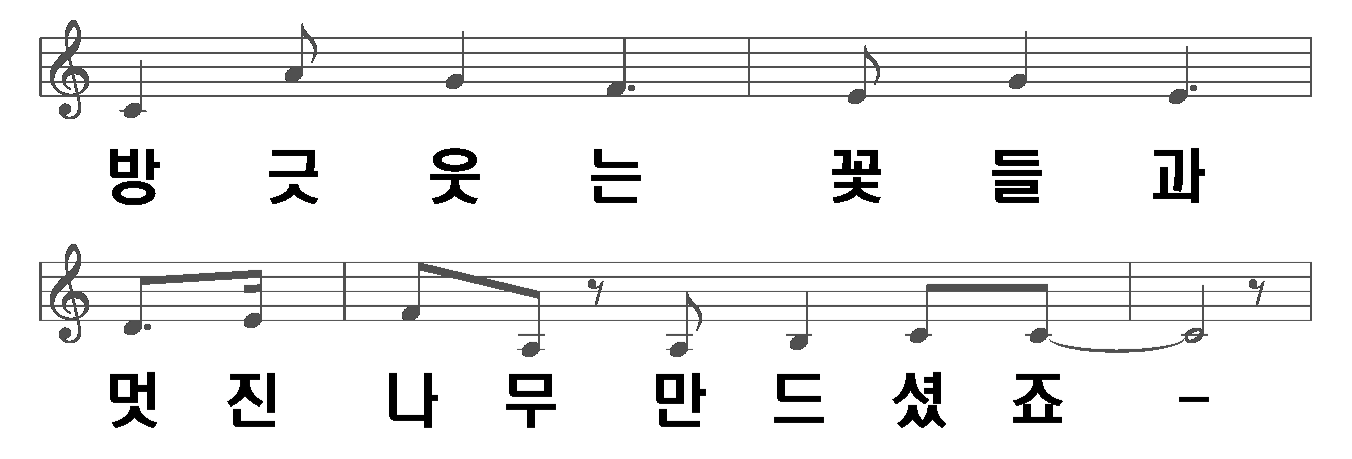 방 긋 웃 는 꽃 들 과
멋 진 나 무 만 드 셨 죠 -